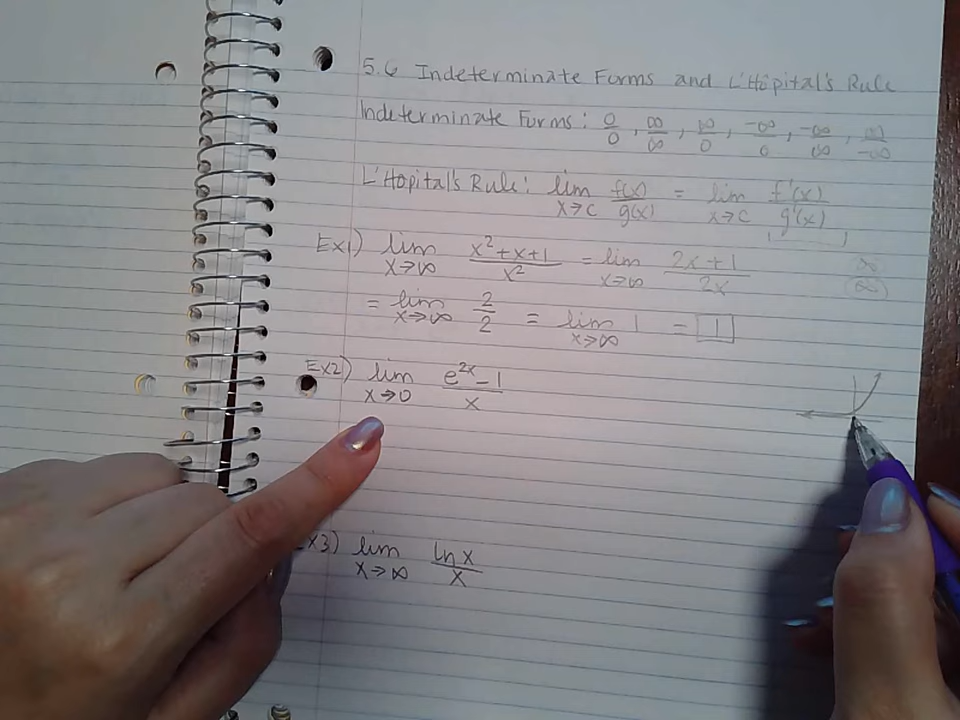 5.6 Indeterminate Forms and L'Hôpital's Rule
Indeterminate Forms: 0/0, ∞/∞, ∞/0, -∞/0, -∞/∞, ∞/-∞
L'Hôpital's Rule: lim x→c f(x)/g(x) = lim x→c f'(x)/g'(x)
Ex1) lim x→∞ x²+x+1/x² = lim x→∞ 2x+1/2x ∞/∞
= lim x→∞ 2/2 = lim x→∞ 1 = 1
Ex2) lim x→0 e^2x-1/x
x3) lim x→∞ ln x/x